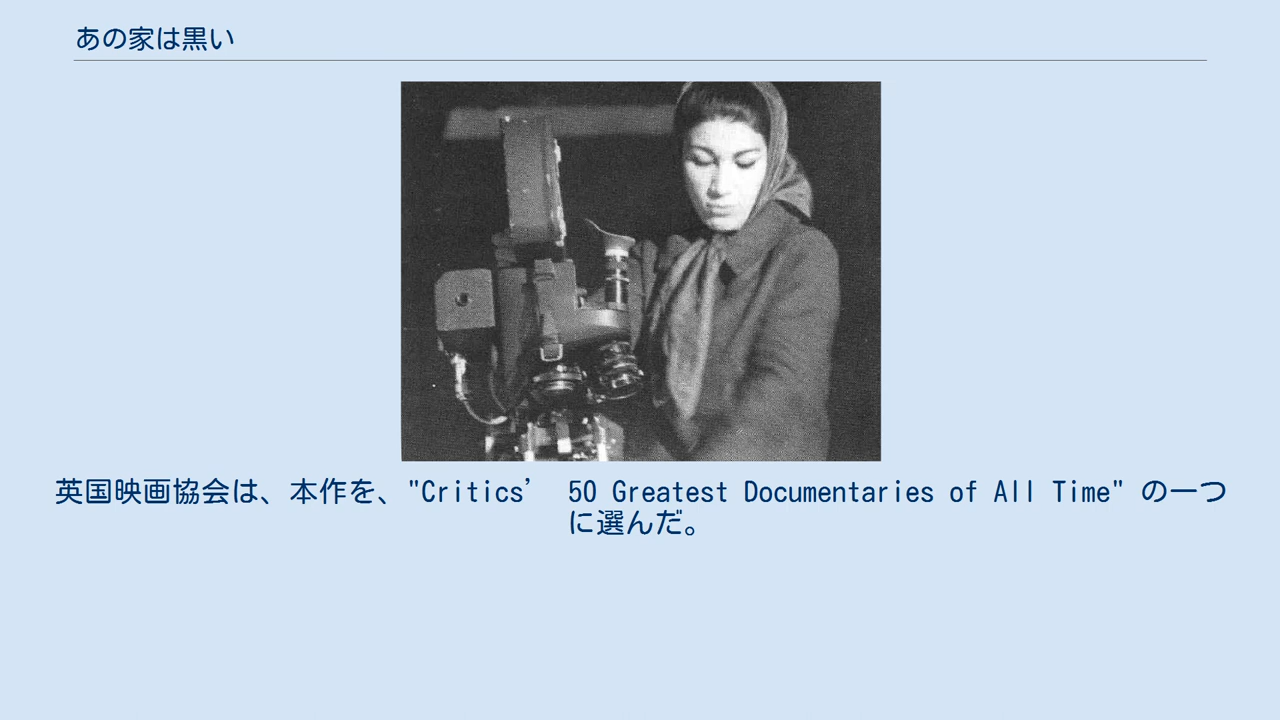 あの家は黒い
英国映画協会は、本作を、"Critics’ 50 Greatest Documentaries of All Time" の一つ
に選んだ。